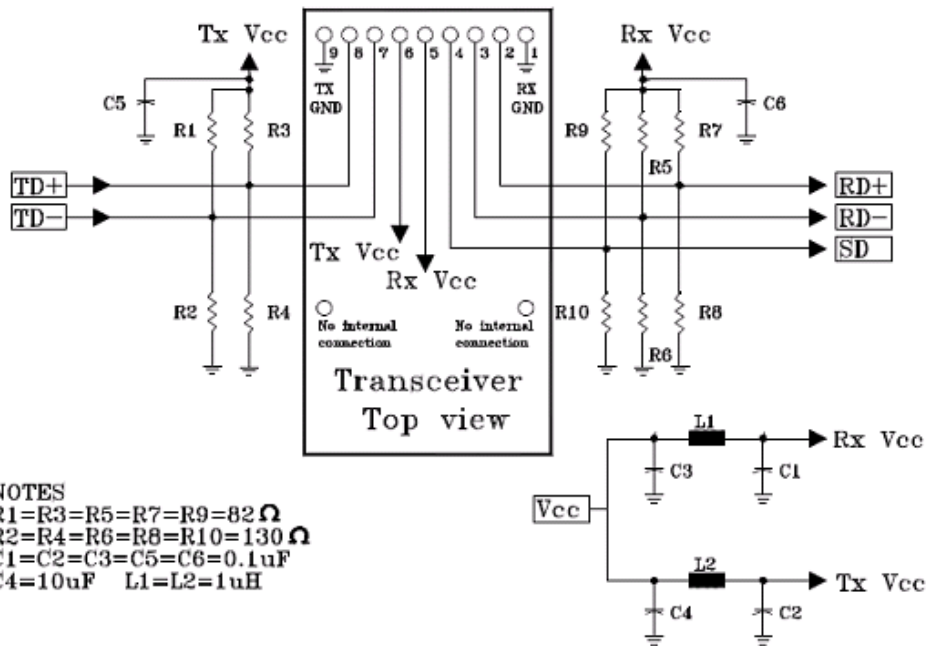 Tx Vcc
9 8 7 6 5 4 3 2 1
TX
GND
RX
GND
Rx Vcc
C5
R1
R3
R9
R7
C6
R5
TD+
TD-
RD+
RD-
SD
Tx Vcc
Rx Vcc
R2
R4
R10
R8
R6
No internal
connection
No internal
connection
Transceiver
Top view
L1
Rx Vcc
C3
C1
Vcc
L2
Tx Vcc
C4
C2
NOTES
R1=R3=R5=R7=R9=82Ω
R2=R4=R6=R8=R10=130Ω
C1=C2=C3=C5=C6=0.1uF
C4=10uF L1=L2=1uH